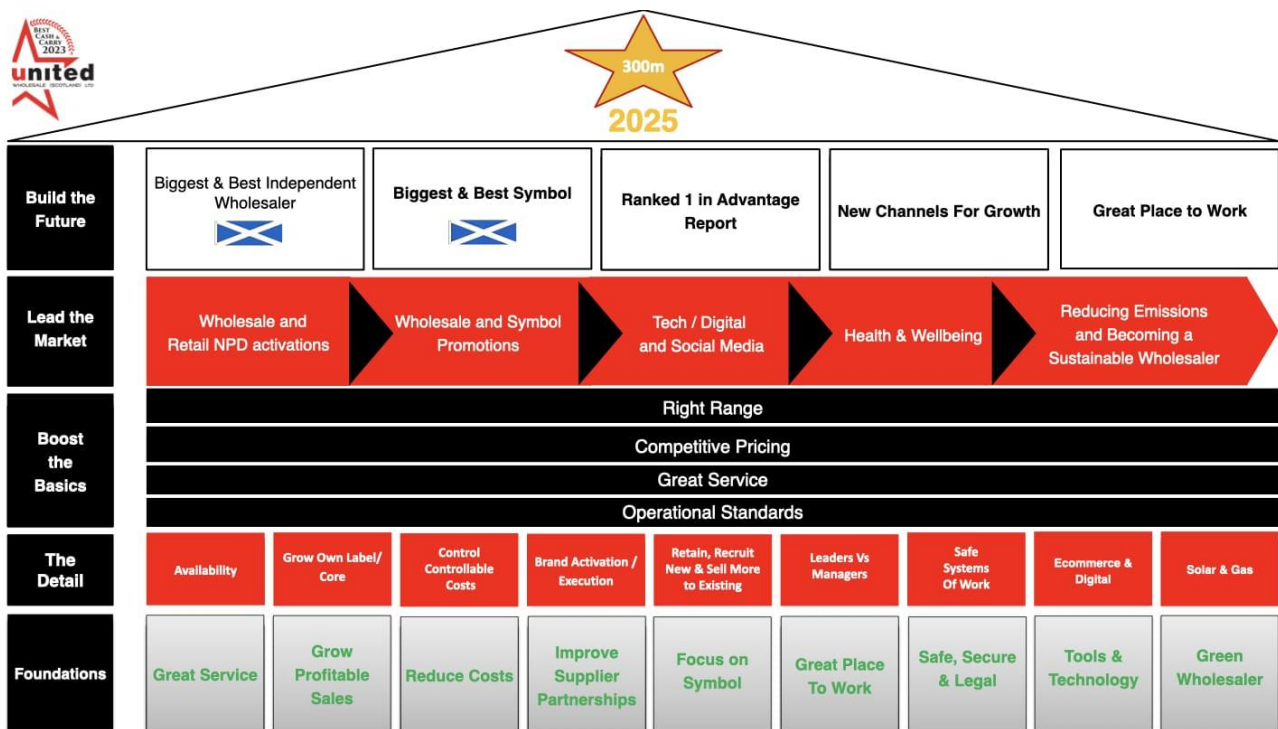 BEST
CASH &
CARRY
2023
united
WHOLESALE (SCOTLAND) LTD
300m
2025
Build the
Future
Biggest & Best Independent
Wholesaler
Biggest & Best Symbol
Ranked 1 in Advantage
Report
New Channels For Growth
Great Place to Work
Lead the
Market
Wholesale and
Retail NPD activations
Wholesale and Symbol
Promotions
Tech / Digital
and Social Media
Health & Wellbeing
Reducing Emissions
and Becoming a
Sustainable Wholesaler
Boost
the
Basics
Right Range
Competitive Pricing
Great Service
Operational Standards
The
Detail
Availability
Grow Own Label/
Core
Control
Controllable
Costs
Brand Activation /
Execution
Retain, Recruit
New & Sell More
to Existing
Leaders Vs
Managers
Safe
Systems
Of Work
Ecommerce &
Digital
Solar & Gas
Foundations
Great Service
Grow
Profitable
Sales
Reduce Costs
Improve
Supplier
Partnerships
Focus on
Symbol
Great Place
To Work
Safe, Secure
& Legal
Tools &
Technology
Green
Wholesaler